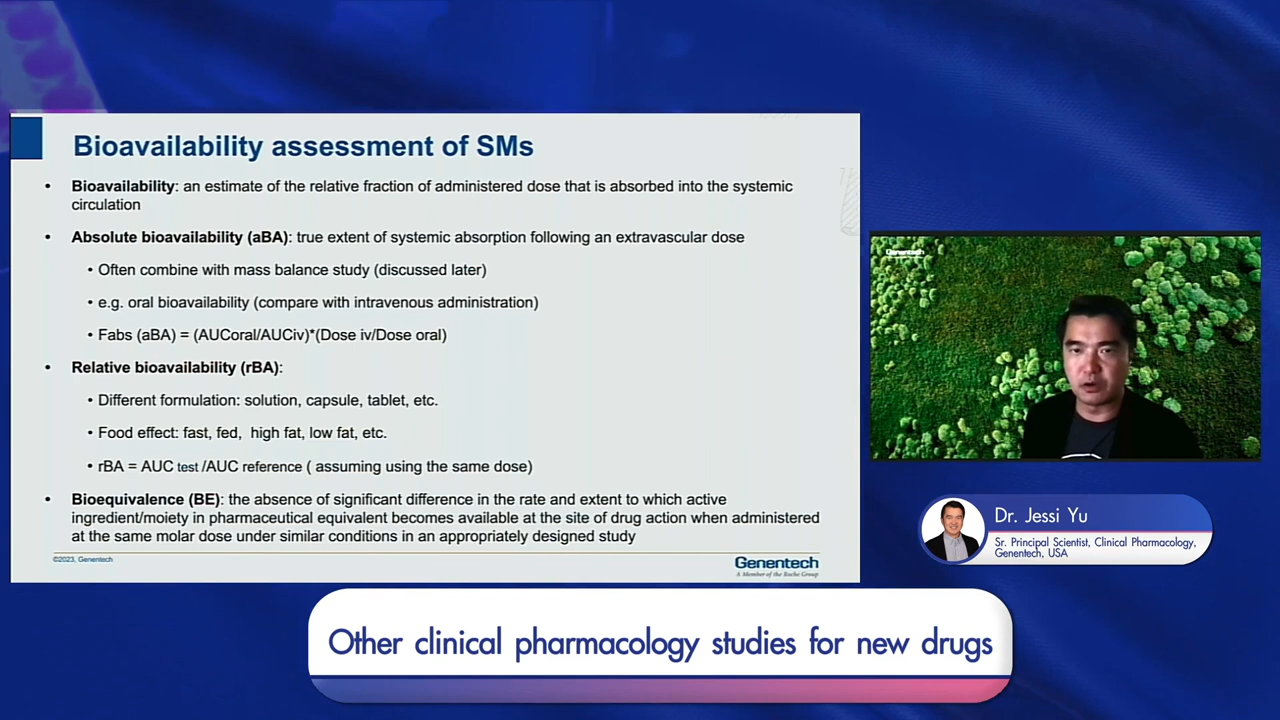 Bioavailability assessment of SMs
• Bioavailability: an estimate of the relative fraction of administered dose that is absorbed into the systemic
circulation
• Absolute bioavailability (aBA): true extent of systemic absorption following an extravascular dose
• Often combine with mass balance study (discussed later)
• e.g. oral bioavailability (compare with intravenous administration)
• Fabs (aBA) = (AUCoral/AUCiv)*(Dose iv/Dose oral)
• Relative bioavailability (rBA):
• Different formulation: solution, capsule, tablet, etc.
• Food effect: fast, fed, high fat, low fat, etc.
• rBA = AUC test /AUC reference ( assuming using the same dose)
• Bioequivalence (BE): the absence of significant difference in the rate and extent to which active
ingredient/moiety in pharmaceutical equivalent becomes available at the site of drug action when administered
at the same molar dose under similar conditions in an appropriately designed study
©2023, Genentech
Genentech
A Member of the Roche Group
Genentech
Dr. Jessi Yu
Sr. Principal Scientist, Clinical Pharmacology,
Genentech, USA
Other clinical pharmacology studies for new drugs